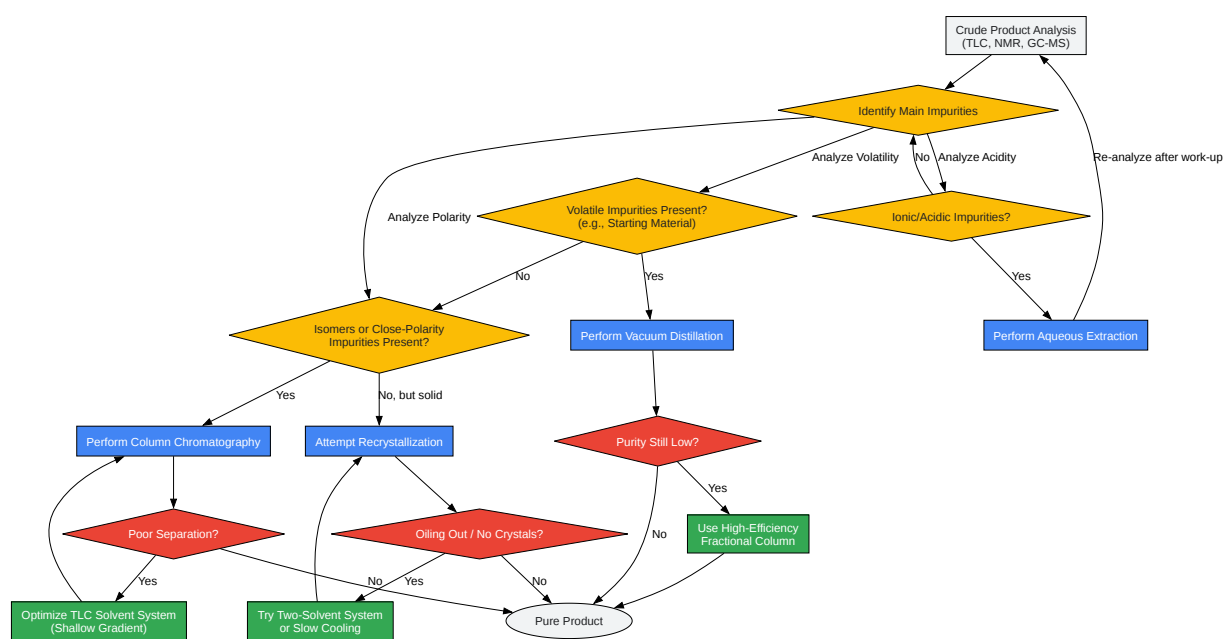 Crude Product Analysis
(TLC, NMR, GC-MS)
Identify Main Impurities
Analyze Volatility
No
Analyze Acidity
Re-analyze after work-up
Analyze Polarity
Volatile Impurities Present?
(e.g., Starting Material)
Ionic/Acidic Impurities?
No
Yes
Yes
Isomers or Close-Polarity
Impurities Present?
Perform Vacuum Distillation
Perform Aqueous Extraction
Yes
No, but solid
Perform Column Chromatography
Attempt Recrystallization
Purity Still Low?
Yes
Poor Separation?
Oiling Out / No Crystals?
No
Use High-Efficiency
Fractional Column
Yes
No
Yes
No
Optimize TLC Solvent System
(Shallow Gradient)
Try Two-Solvent System
or Slow Cooling
Pure Product